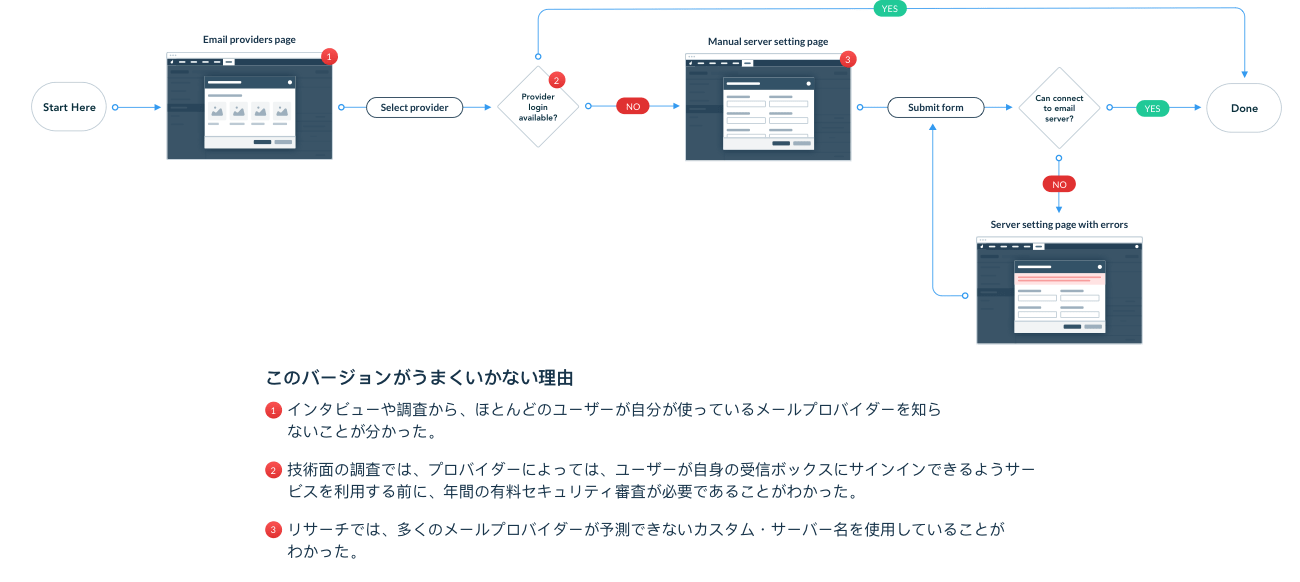 YES
Email providers page
Manual server setting page
1
2
3
Start Here
Select provider
Provider
login
available?
NO
Submit form
Can connect
to email
server?
YES
Done
NO
Server setting page with errors
このバージョンがうまくいかない理由
1 インタビューや調査から、ほとんどのユーザーが自分が使っているメールプロバイダーを知ら
ないことが分かった。
2 技術面の調査では、プロバイダーによっては、ユーザーが自身の受信ボックスにサインインできるようサー
ビスを利用する前に、年間の有料セキュリティ審査が必要であることがわかった。
3 リサーチでは、多くのメールプロバイダーが予測できないカスタム・サーバー名を使用していることが
わかった。